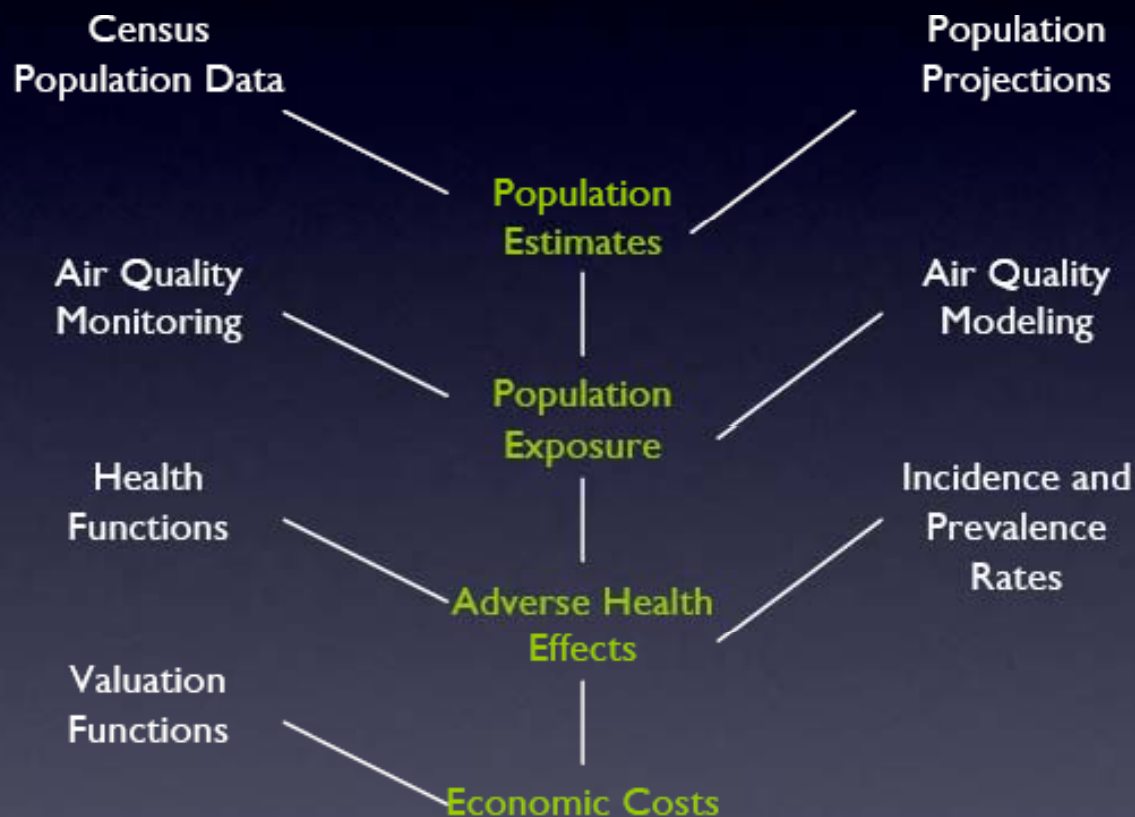 Census
Population Data
Population
Projections
Population
Estimates
Air Quality
Monitoring
Air Quality
Modeling
Population
Exposure
Health
Functions
Incidence and
Prevalence
Rates
Adverse Health
Effects
Valuation
Functions
Economic Costs